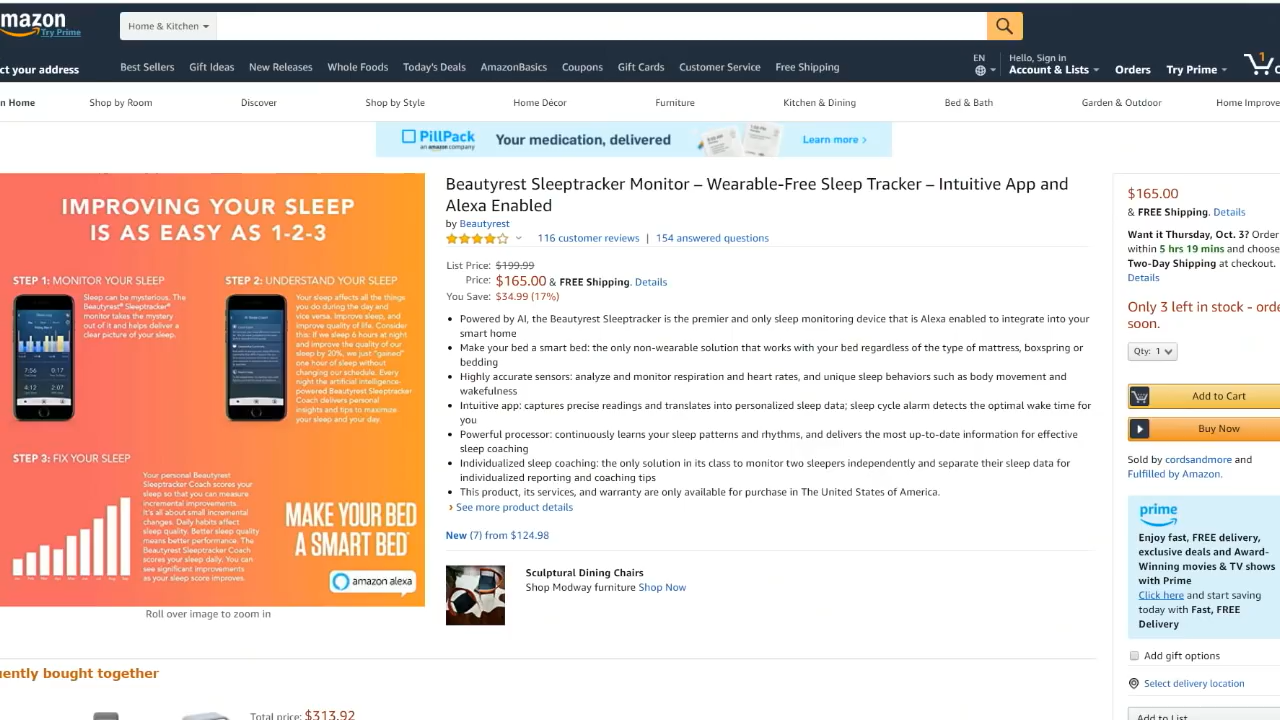 mazon
Try Prime
Home & Kitchen
ct your address
Best Sellers Gift Ideas New Releases Whole Foods Today's Deals AmazonBasics Coupons Gift Cards Customer Service Free Shipping
EN
Hello, Sign in
Account & Lists
Orders
Try Prime
1
n Home Shop by Room Discover Shop by Style Home Décor Furniture Kitchen & Dining Bed & Bath Garden & Outdoor Home Improve
PillPack
an amazon company
Your medication, delivered
Learn more ›
IMPROVING YOUR SLEEP
IS AS EASY AS 1-2-3
STEP 1: MONITOR YOUR SLEEP
Sleep can be mysterious. The
Beautyrest® Sleeptracker®
monitor takes the mystery
out of it and helps deliver a
clear picture of your sleep.
7:56 0:17
4:12 2:07
STEP 2: UNDERSTAND YOUR SLEEP
Your sleep affects all the things
you do during the day and
vice versa. Improve sleep, and
improve quality of life. Consider
this: if we sleep 6 hours at night
and improve the quality of our
sleep by 20%, we just "gained"
one hour of sleep without
changing our schedule. Every
night the artificial intelligence-
powered Beautyrest Sleeptracker
Coach delivers personal
insights and tips to maximize
your sleep and your day.
STEP 3: FIX YOUR SLEEP
Your personal Beautyrest
Sleeptracker Coach scores your
sleep so that you can measure
incremental improvements.
It's all about small incremental
changes. Daily habits affect
sleep quality. Better sleep quality
means better performance. The
Beautyrest Sleeptracker Coach
scores your sleep daily. You can
see significant improvements
as your sleep score improves.
MAKE YOUR BED
A SMART BED
amazon alexa
Roll over image to zoom in
Beautyrest Sleeptracker Monitor – Wearable-Free Sleep Tracker – Intuitive App and
Alexa Enabled
by Beautyrest
116 customer reviews | 154 answered questions
List Price: $199.99
Price: $165.00 & FREE Shipping. Details
You Save: $34.99 (17%)
• Powered by AI, the Beautyrest Sleeptracker is the premier and only sleep monitoring device that is Alexa enabled to integrate into your
smart home
• Make your bed a smart bed: the only non-wearable solution that works with your bed regardless of the type of matress, boxspring or
bedding
• Highly accurate sensors: analyze and monitor respiration and heart rates, and unique sleep behaviors such as body movement and
wakefulness
• Intuitive app: captures precise readings and translates into personalized sleep data; sleep cycle alarm detects the optimal wake time for
you
• Powerful processor: continuously learns your sleep patterns and rhythms, and delivers the most up-to-date information for effective
sleep coaching
• Individualized sleep coaching: the only solution in its class to monitor two sleepers independently and separate their sleep data for
individualized reporting and coaching tips
• This product, its services, and warranty are only available for purchase in The United States of America.
› See more product details
New (7) from $124.98
Sculptural Dining Chairs
Shop Modway furniture Shop Now
$165.00
& FREE Shipping. Details
Want it Thursday, Oct. 3? Order
within 5 hrs 19 mins and choose
Two-Day Shipping at checkout.
Details
Only 3 left in stock - orde
soon.
Qty: 1
Add to Cart
Buy Now
Sold by cordsandmore and
Fulfilled by Amazon.
prime
Enjoy fast, FREE delivery,
exclusive deals and Award-
Winning movies & TV shows
with Prime
Click here and start saving
today with Fast, FREE
Delivery
Add gift options
Select delivery location
Add to List
uently bought together
Total price: $313.92